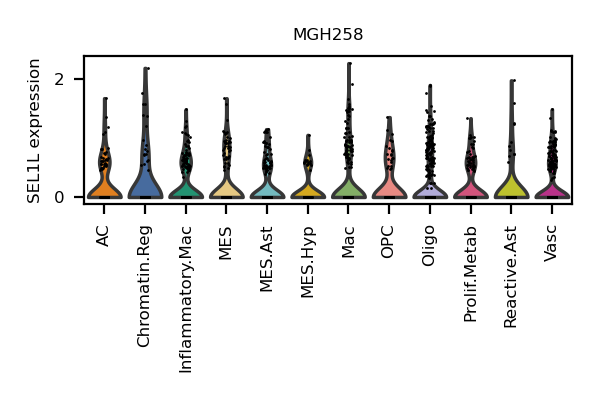 MGH258
SEL1L expression
2
0
AC
Chromatin.Reg
Inflammatory.Mac
MES
MES.Ast
MES.Hyp
Mac
OPC
Oligo
Prolif.Metab
Reactive.Ast
Vasc